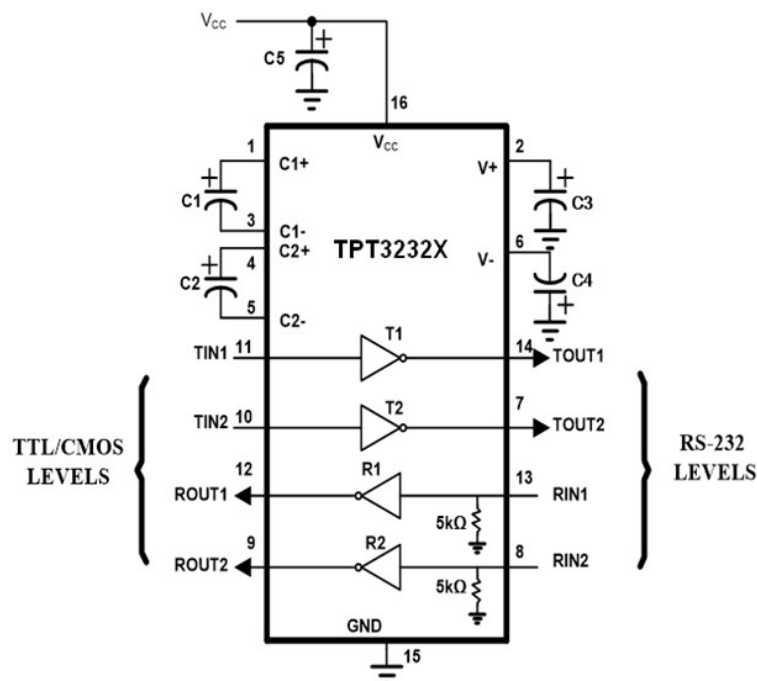 VCC
+
C5
16
VCC
1
C1+
+
C1
3
C1-
C2+
4
+
C2
5
C2-
2
V+
+
C3
6
V-
C4
+
TPT3232X
TIN1
11
T1
14
TOUT1
TIN2
10
T2
7
TOUT2
TTL/CMOS
LEVELS
RS-232
LEVELS
ROUT1
12
R1
13
RIN1
5kΩ
ROUT2
9
R2
8
RIN2
5kΩ
GND
15